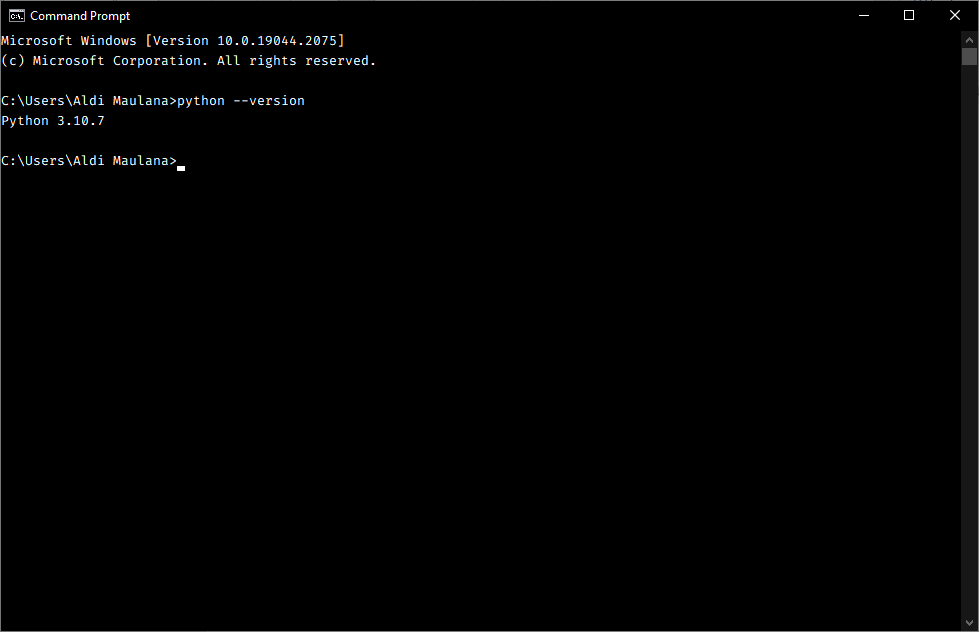 Command Prompt
Microsoft Windows [Version 10.0.19044.2075]
(c) Microsoft Corporation. All rights reserved.
C:\Users\Aldi Maulana>python --version
Python 3.10.7
C:\Users\Aldi Maulana>